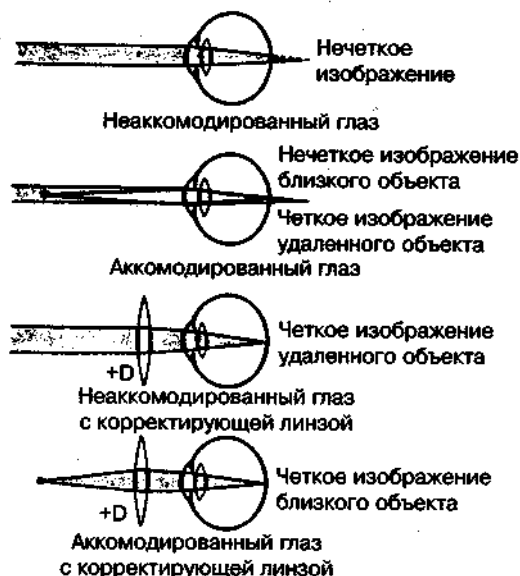 Нечеткое
изображение
Неаккомодированный глаз
Нечеткое изображение
близкого объекта
Четкое изображение
удаленного объекта
Аккомодированный глаз
Четкое изображение
удаленного объекта
+D
Неаккомодированный глаз
с корректирующей линзой
Четкое изображение
близкого объекта
+D
Аккомодированный глаз
с корректирующей линзой